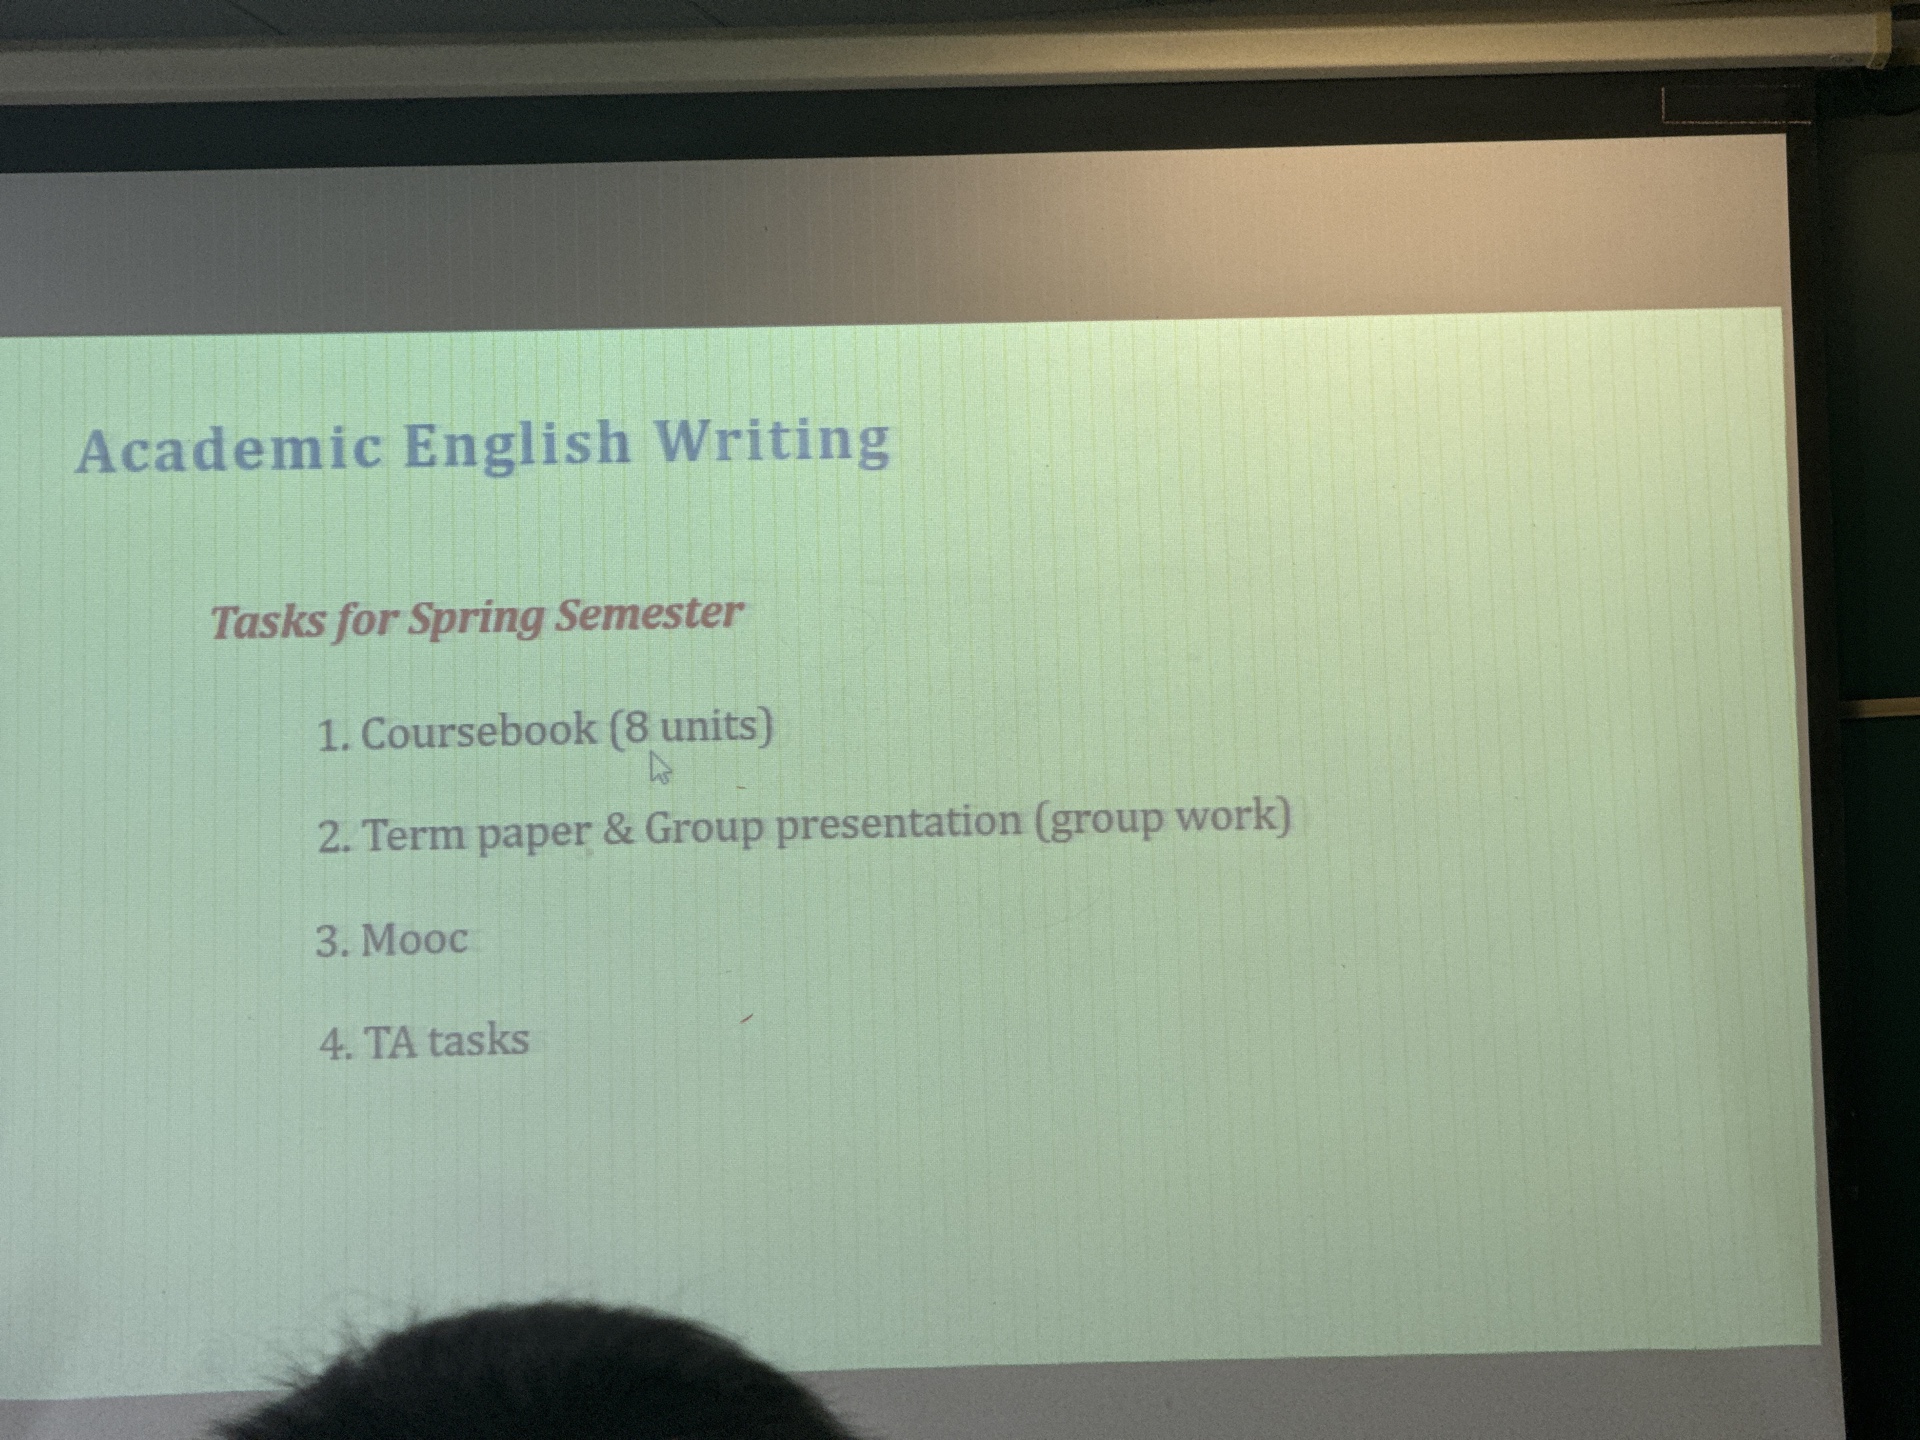 Academic English Writing
Tasks for Spring Semester
1. Coursebook (8 units)
2. Term paper & Group presentation (group work)
3. Mooc
4. TA tasks